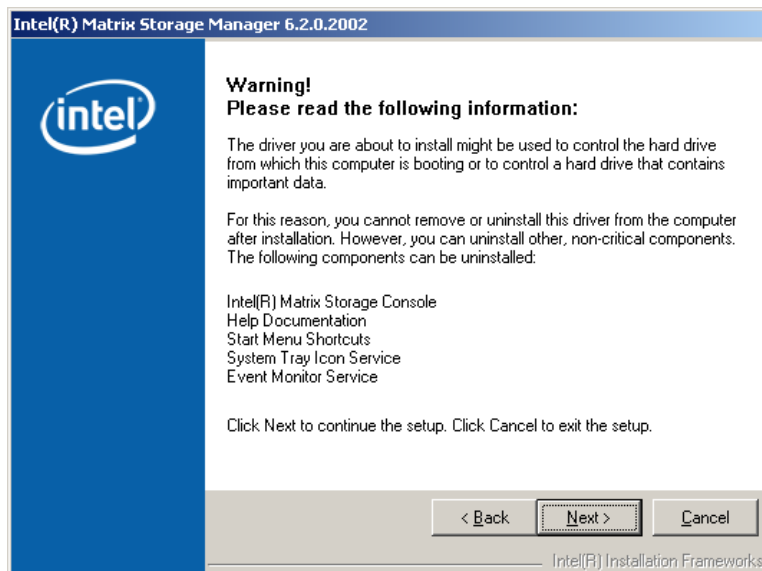 Intel(R) Matrix Storage Manager 6.2.0.2002
intel
Warning!
Please read the following information:
The driver you are about to install might be used to control the hard drive
from which this computer is booting or to control a hard drive that contains
important data.
For this reason, you cannot remove or uninstall this driver from the computer
after installation. However, you can uninstall other, non-critical components.
The following components can be uninstalled:
Intel(R) Matrix Storage Console
Help Documentation
Start Menu Shortcuts
System Tray Icon Service
Event Monitor Service
Click Next to continue the setup. Click Cancel to exit the setup.
< Back Next > Cancel
Intel(R) Installation Frameworks